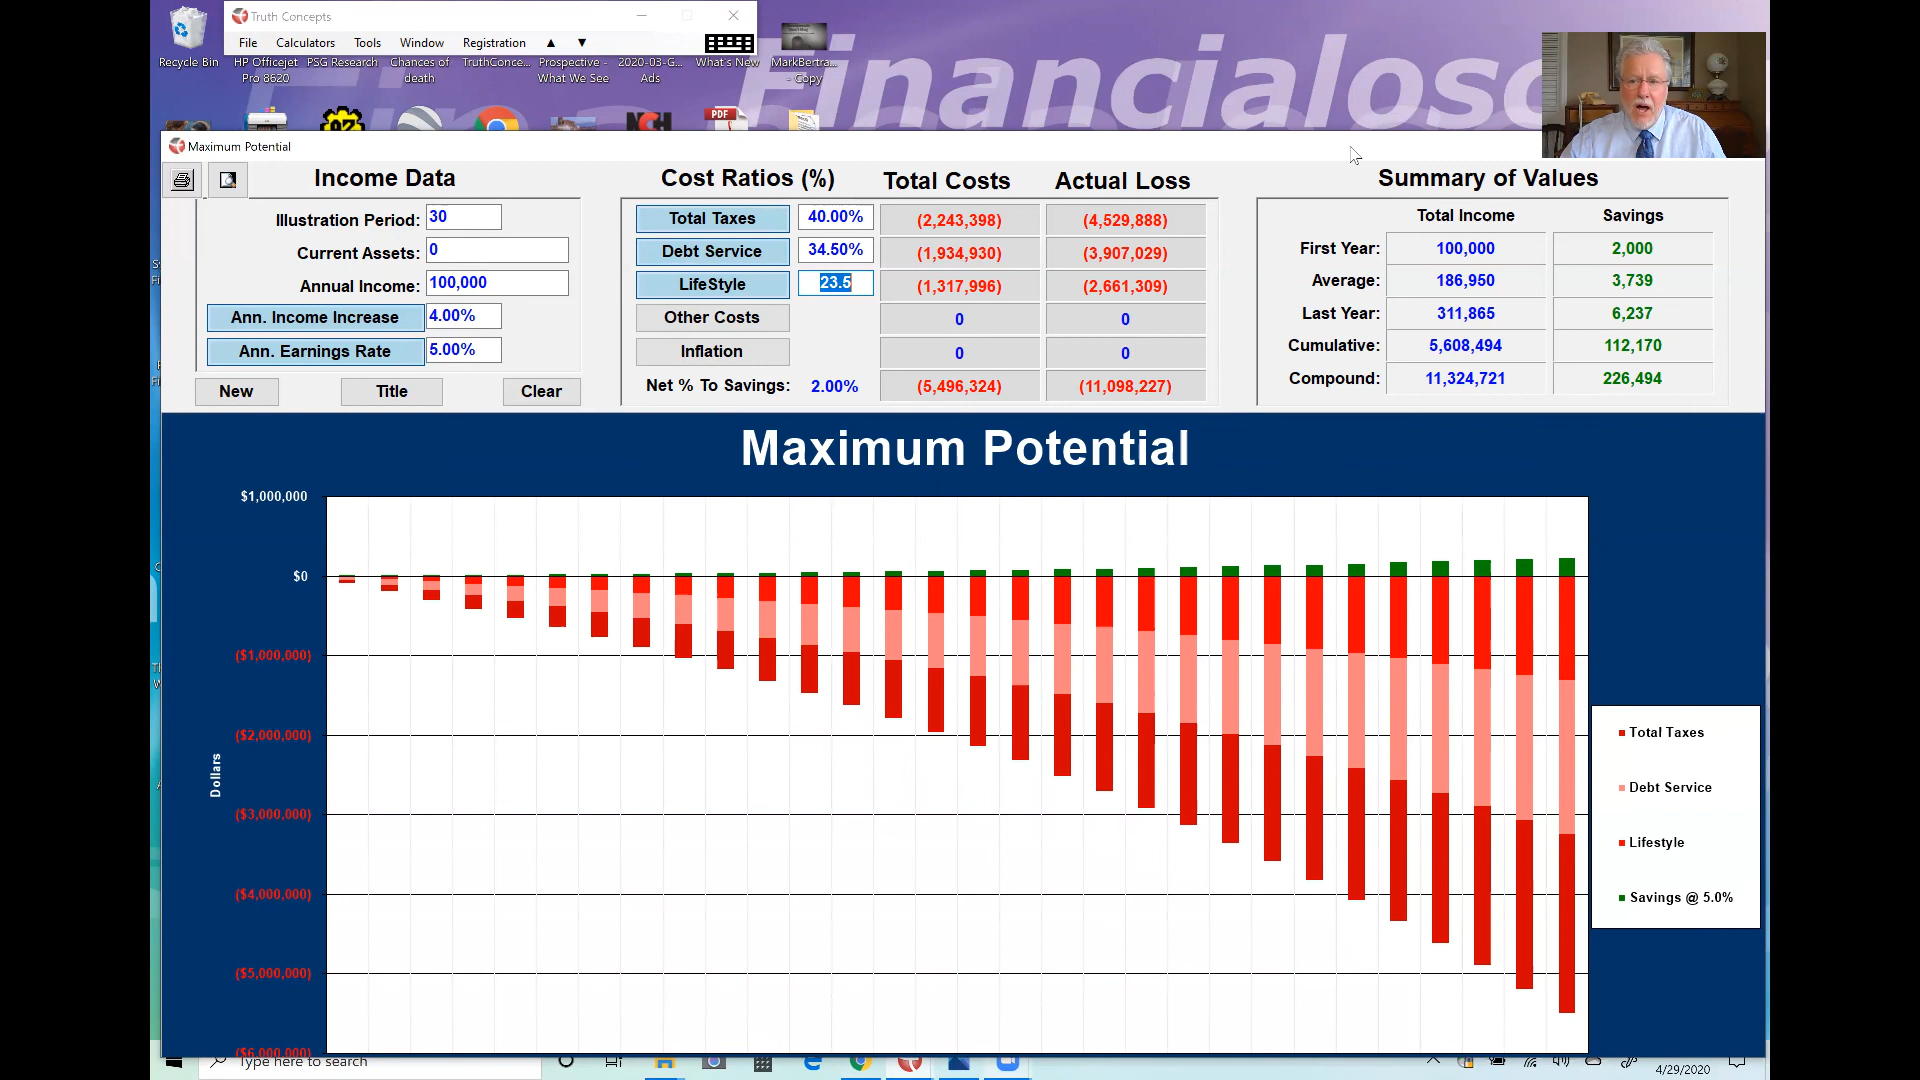 Truth Concepts
File Calculators Tools Window Registration
Recycle Bin
HP Officejet Pro 8620
PSG Research
Chances of death
TruthConce...
Prospective - What We See
2020-03-G... Ads
What's New
MarkBertra... - Copy
Financialoso
PDF
NCH
Maximum Potential
Income Data
Illustration Period: 30
Current Assets: 0
Annual Income: 100,000
Ann. Income Increase 4.00%
Ann. Earnings Rate 5.00%
New Title Clear
Cost Ratios (%) Total Costs Actual Loss
Total Taxes 40.00% (2,243,398) (4,529,888)
Debt Service 34.50% (1,934,930) (3,907,029)
LifeStyle 23.5 (1,317,996) (2,661,309)
Other Costs 0 0
Inflation 0 0
Net % To Savings: 2.00% (5,496,324) (11,098,227)
Summary of Values
Total Income Savings
First Year: 100,000 2,000
Average: 186,950 3,739
Last Year: 311,865 6,237
Cumulative: 5,608,494 112,170
Compound: 11,324,721 226,494
Maximum Potential
$1,000,000
$0
($1,000,000)
($2,000,000)
($3,000,000)
($4,000,000)
($5,000,000)
($6,000,000)
Dollars
Total Taxes
Debt Service
Lifestyle
Savings @ 5.0%
Type here to search
4/29/2020